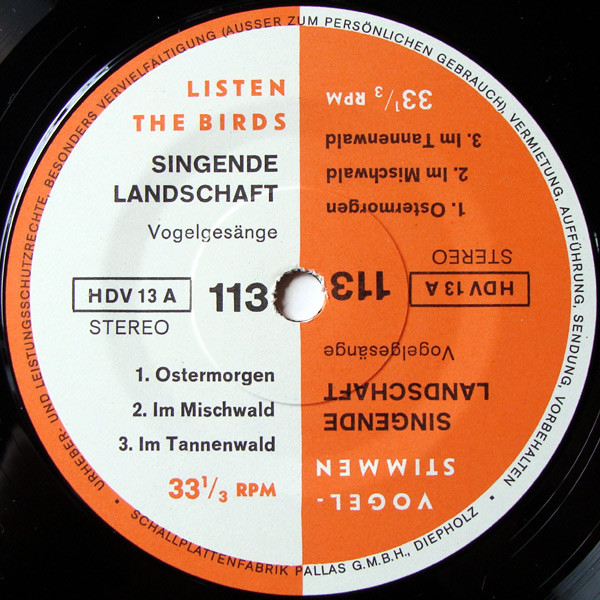 LISTEN
THE BIRDS
SINGENDE
LANDSCHAFT
Vogelgesänge
HDV 13 A 113
STEREO
1. Ostermorgen
2. Im Mischwald
3. Im Tannenwald
33 1/3 RPM
VOGEL-
STIMMEN
SINGENDE
LANDSCHAFT
Vogelgesänge
HDV 13 A 113
STEREO
1. Ostermorgen
2. Im Mischwald
3. Im Tannenwald
33 1/3 RPM
URHEBER- UND LEISTUNGSSCHUTZRECHTE, BESONDERS VERVIELFÄLTIGUNG (AUSSER ZUM PERSÖNLICHEN GEBRAUCH), VERMIETUNG, AUFFÜHRUNG, SENDUNG, VORBEHALTEN •
SCHALLPLATTENFABRIK PALLAS G.M.B.H., DIEPHOLZ •